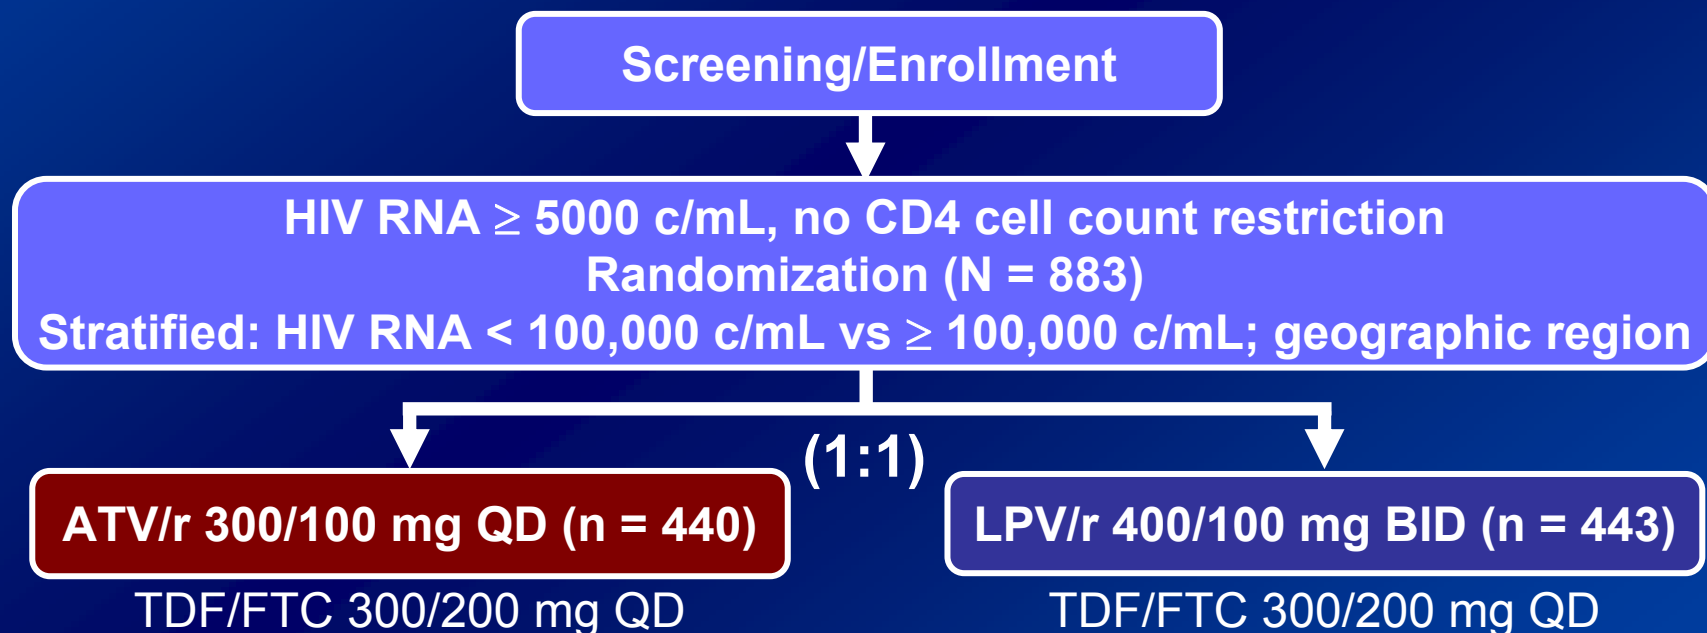 Screening/Enrollment
HIV RNA ≥ 5000 c/mL, no CD4 cell count restriction
Randomization (N = 883)
Stratified: HIV RNA < 100,000 c/mL vs ≥ 100,000 c/mL; geographic region
(1:1)
ATV/r 300/100 mg QD (n = 440)
LPV/r 400/100 mg BID (n = 443)
TDF/FTC 300/200 mg QD
TDF/FTC 300/200 mg QD